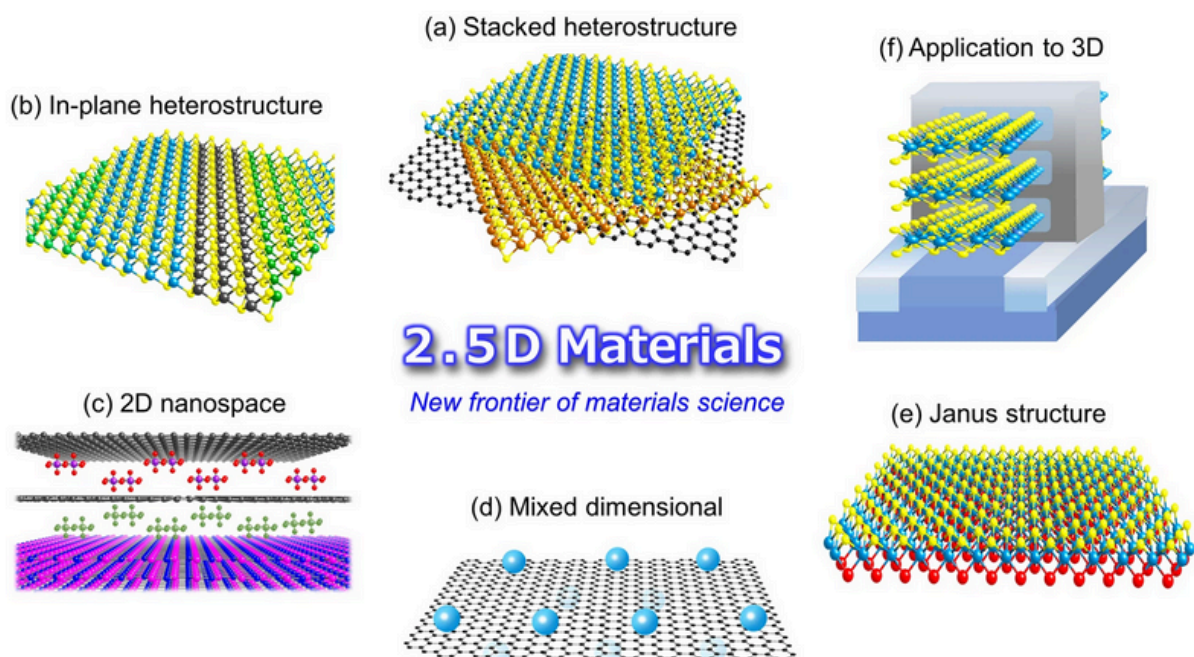 (a) Stacked heterostructure
(f) Application to 3D
(b) In-plane heterostructure
2.5D Materials
New frontier of materials science
(c) 2D nanospace
(e) Janus structure
(d) Mixed dimensional